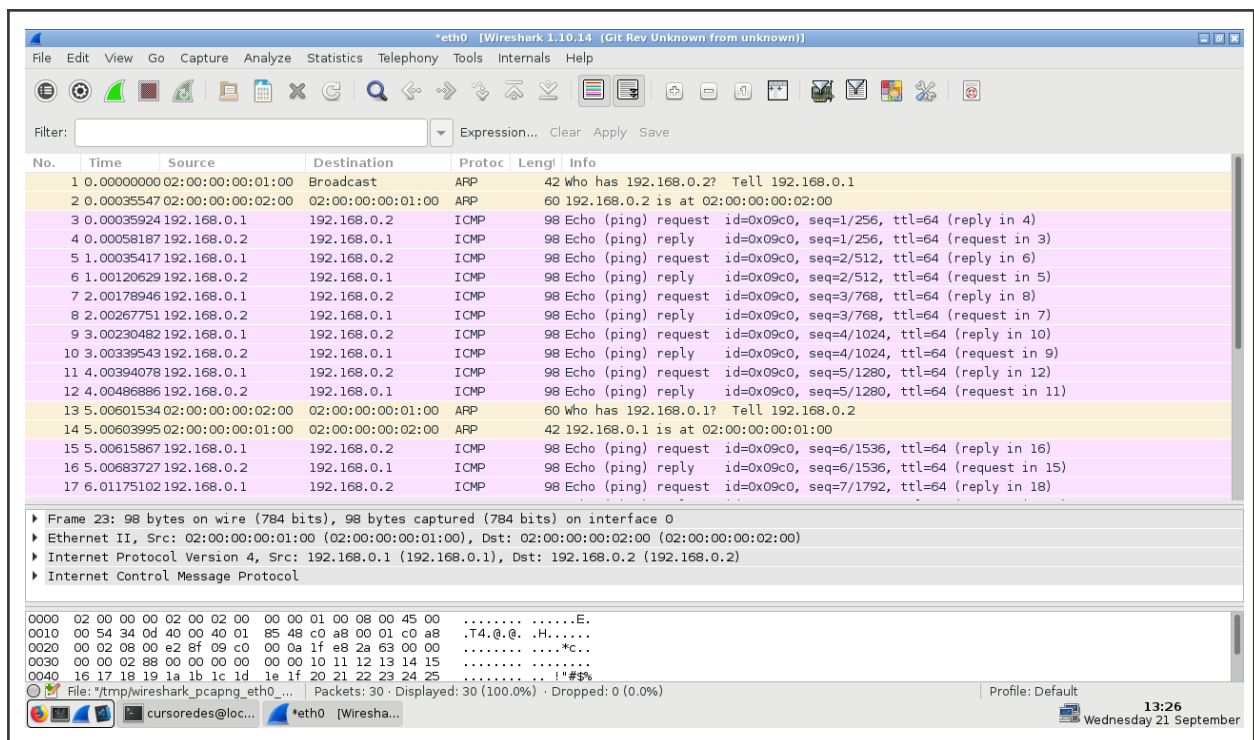 *eth0 [Wireshark 1.10.14 (Git Rev Unknown from unknown)]
File Edit View Go Capture Analyze Statistics Telephony Tools Internals Help
Filter: Expression... Clear Apply Save
No. Time Source Destination Protoc Lengt Info
1 0.00000000 02:00:00:00:01:00 Broadcast ARP 42 Who has 192.168.0.2? Tell 192.168.0.1
2 0.00035547 02:00:00:00:02:00 02:00:00:00:01:00 ARP 60 192.168.0.2 is at 02:00:00:00:02:00
3 0.00035924 192.168.0.1 192.168.0.2 ICMP 98 Echo (ping) request id=0x09c0, seq=1/256, ttl=64 (reply in 4)
4 0.00058187 192.168.0.2 192.168.0.1 ICMP 98 Echo (ping) reply id=0x09c0, seq=1/256, ttl=64 (request in 3)
5 1.00035417 192.168.0.1 192.168.0.2 ICMP 98 Echo (ping) request id=0x09c0, seq=2/512, ttl=64 (reply in 6)
6 1.00120629 192.168.0.2 192.168.0.1 ICMP 98 Echo (ping) reply id=0x09c0, seq=2/512, ttl=64 (request in 5)
7 2.00178946 192.168.0.1 192.168.0.2 ICMP 98 Echo (ping) request id=0x09c0, seq=3/768, ttl=64 (reply in 8)
8 2.00267751 192.168.0.2 192.168.0.1 ICMP 98 Echo (ping) reply id=0x09c0, seq=3/768, ttl=64 (request in 7)
9 3.00230482 192.168.0.1 192.168.0.2 ICMP 98 Echo (ping) request id=0x09c0, seq=4/1024, ttl=64 (reply in 10)
10 3.00339543 192.168.0.2 192.168.0.1 ICMP 98 Echo (ping) reply id=0x09c0, seq=4/1024, ttl=64 (request in 9)
11 4.00394078 192.168.0.1 192.168.0.2 ICMP 98 Echo (ping) request id=0x09c0, seq=5/1280, ttl=64 (reply in 12)
12 4.00486886 192.168.0.2 192.168.0.1 ICMP 98 Echo (ping) reply id=0x09c0, seq=5/1280, ttl=64 (request in 11)
13 5.00601534 02:00:00:00:02:00 02:00:00:00:01:00 ARP 60 Who has 192.168.0.1? Tell 192.168.0.2
14 5.00603995 02:00:00:00:01:00 02:00:00:00:02:00 ARP 42 192.168.0.1 is at 02:00:00:00:01:00
15 5.00615867 192.168.0.1 192.168.0.2 ICMP 98 Echo (ping) request id=0x09c0, seq=6/1536, ttl=64 (reply in 16)
16 5.00683727 192.168.0.2 192.168.0.1 ICMP 98 Echo (ping) reply id=0x09c0, seq=6/1536, ttl=64 (request in 15)
17 6.01175102 192.168.0.1 192.168.0.2 ICMP 98 Echo (ping) request id=0x09c0, seq=7/1792, ttl=64 (reply in 18)
Frame 23: 98 bytes on wire (784 bits), 98 bytes captured (784 bits) on interface 0
Ethernet II, Src: 02:00:00:00:01:00 (02:00:00:00:01:00), Dst: 02:00:00:00:02:00 (02:00:00:00:02:00)
Internet Protocol Version 4, Src: 192.168.0.1 (192.168.0.1), Dst: 192.168.0.2 (192.168.0.2)
Internet Control Message Protocol
0000 02 00 00 00 02 00 02 00 00 00 01 00 08 00 45 00 ........ ......E.
0010 00 54 34 0d 40 00 40 01 85 48 c0 a8 00 01 c0 a8 .T4.@.@. .H......
0020 00 02 08 00 e2 8f 09 c0 00 0a 1f e8 2a 63 00 00 ........ ....*c..
0030 00 00 02 88 00 00 00 00 00 00 10 11 12 13 14 15 ........ ........
0040 16 17 18 19 1a 1b 1c 1d 1e 1f 20 21 22 23 24 25 ........ .. !"#$%
File: "/tmp/wireshark_pcapng_eth0_... Packets: 30 · Displayed: 30 (100.0%) · Dropped: 0 (0.0%) Profile: Default
cursoredes@loc... *eth0 [Wiresha... 13:26
Wednesday 21 September